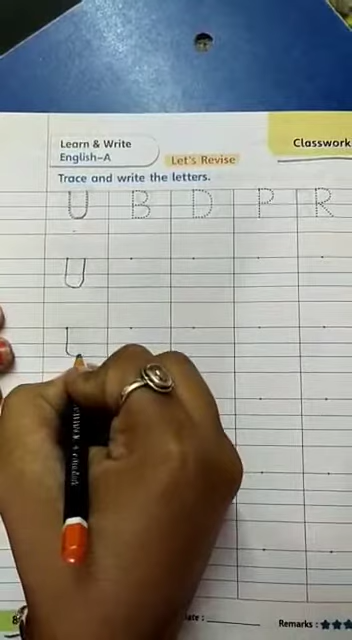 Learn & Write
English-A
Let's Revise
Classwork
Trace and write the letters.
U B D P R
U
Remarks :